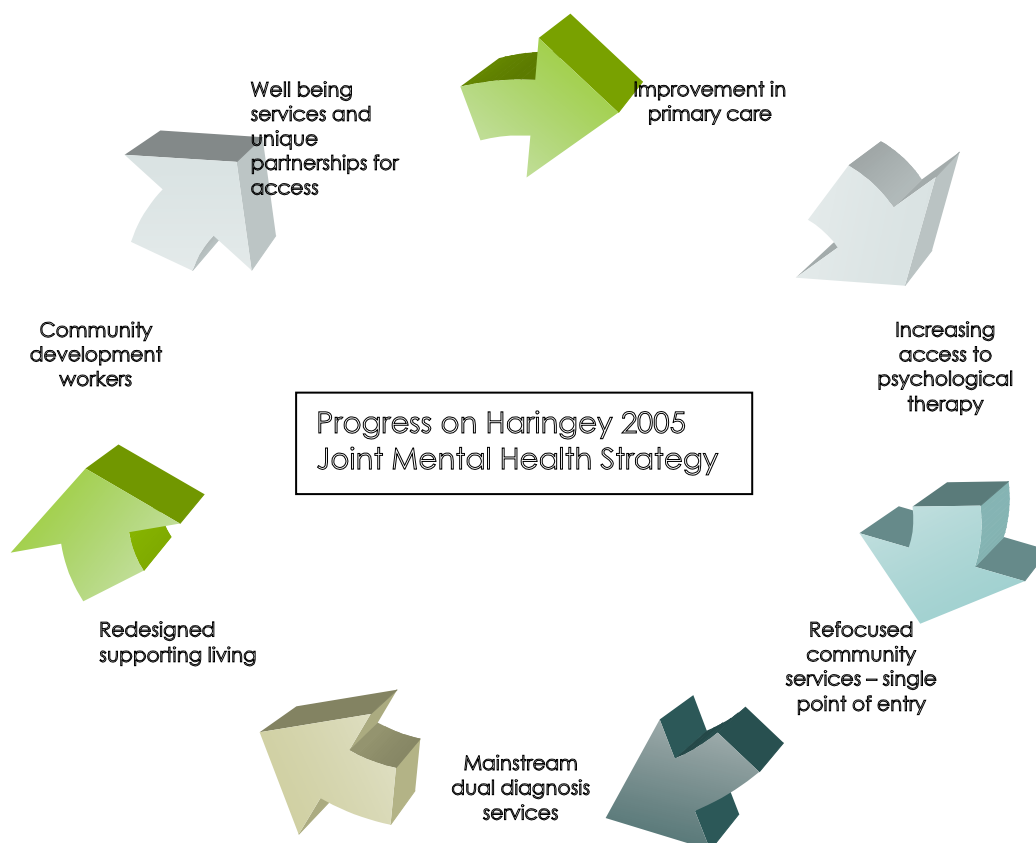 Well being
services and
unique
partnerships for
access
Improvement in
primary care
Community
development
workers
Increasing
access to
psychological
therapy
Progress on Haringey 2005
Joint Mental Health Strategy
Redesigned
supporting living
Refocused
community
services – single
point of entry
Mainstream
dual diagnosis
services